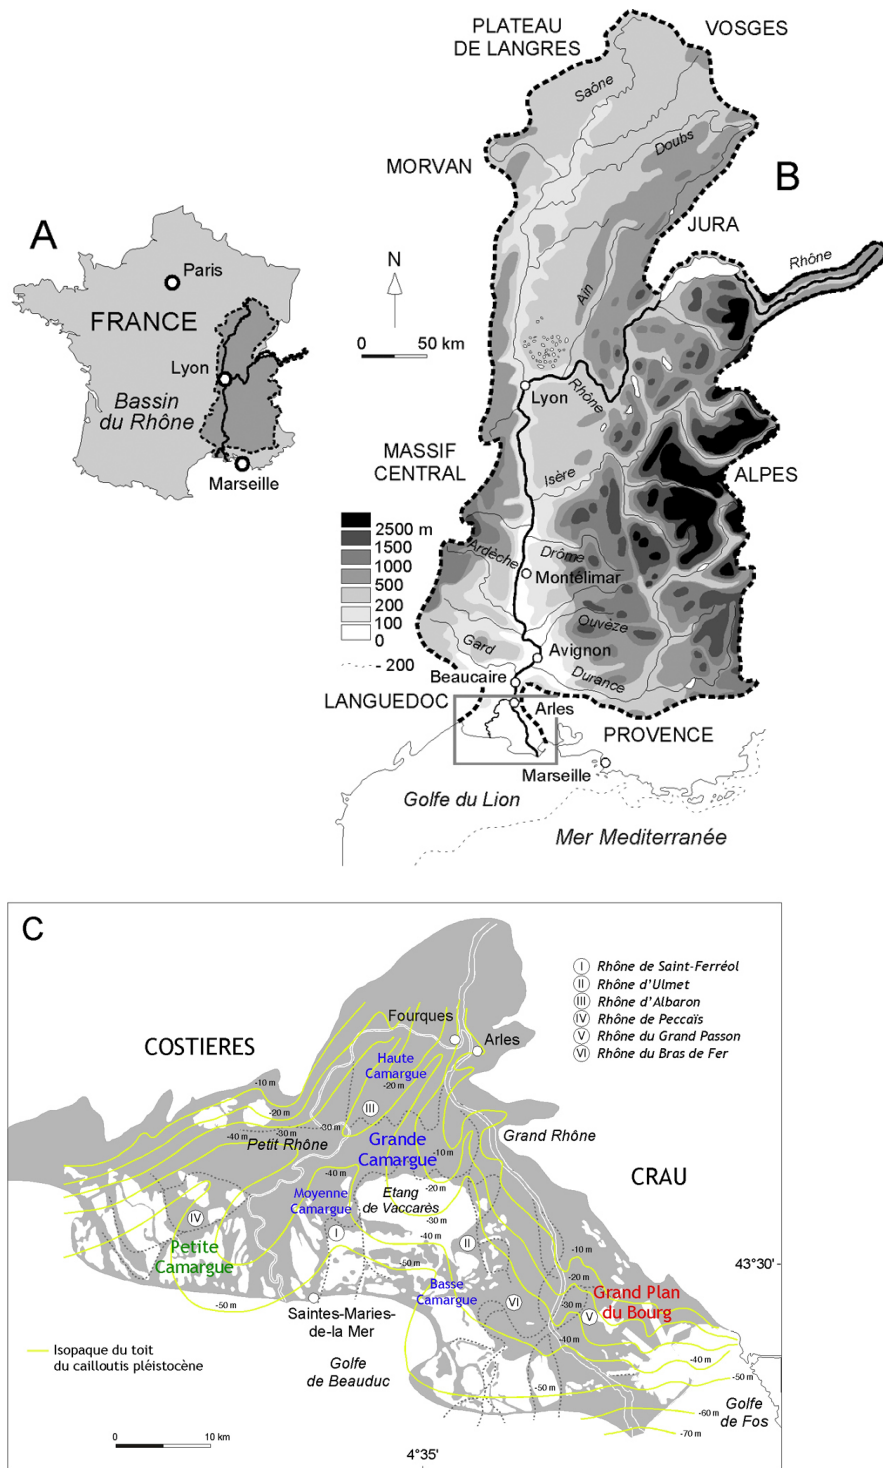 A
Paris
FRANCE
Lyon
Bassin
du Rhône
Marseille
PLATEAU
DE LANGRES
VOSGES
Saône
Doubs
MORVAN
B
JURA
Rhône
N
Ain
0 50 km
Lyon
Rhône
MASSIF
CENTRAL
Isère
ALPES
2500 m
1500
1000
500
200
100
0
- 200
Ardèche
Drôme
Montélimar
Ouvèze
Gard
Avignon
Beaucaire
Durance
LANGUEDOC
Arles
PROVENCE
Marseille
Golfe du Lion
Mer Mediterranée
C
I Rhône de Saint-Ferréol
II Rhône d'Ulmet
III Rhône d'Albaron
IV Rhône de Peccaïs
V Rhône du Grand Passon
VI Rhône du Bras de Fer
Fourques
Arles
COSTIERES
Haute
Camargue
-10 m
-20 m
-20 m
III
-30 m
-30 m
-40 m
Petit Rhône
Grande
Camargue
Grand Rhône
-10 m
CRAU
-40 m
-20 m
Moyenne
Camargue
Etang
de Vaccarès
IV
-30 m
I
-40 m
II
Petite
Camargue
-10 m
43°30'
-50 m
-20 m
Basse
Camargue
Grand Plan
du Bourg
VI
-30 m
V
-50 m
Saintes-Maries-
de-la Mer
-40 m
-40 m
Isopaque du toit
du cailloutis pléistocène
Golfe
de Beauduc
-50 m
-50 m
Golfe
de Fos
-60 m
-70 m
0 10 km
4°35'